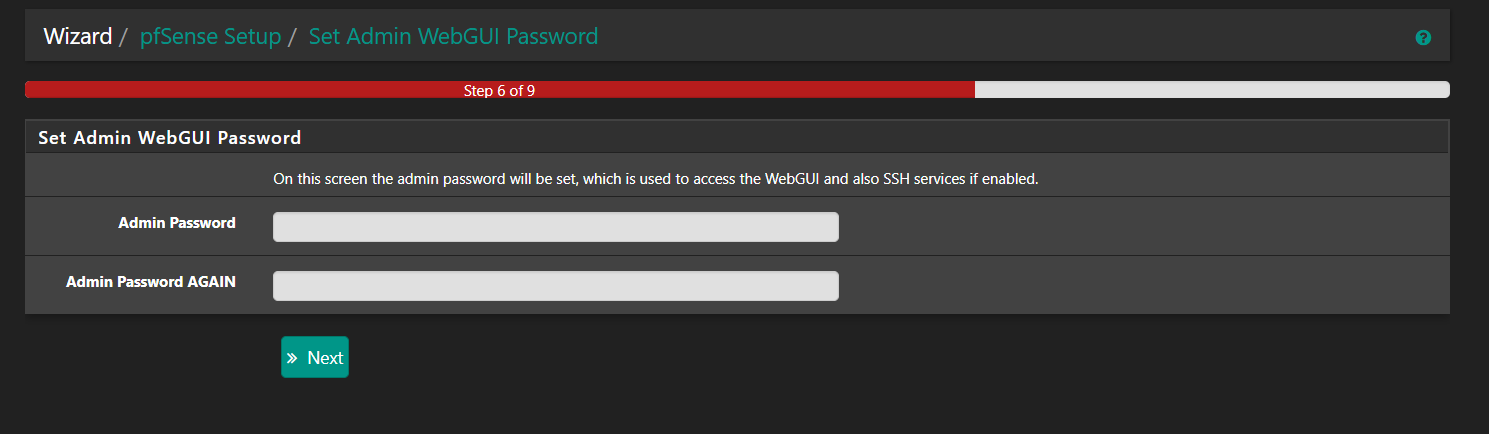 Wizard / pfSense Setup / Set Admin WebGUI Password
Step 6 of 9
Set Admin WebGUI Password
On this screen the admin password will be set, which is used to access the WebGUI and also SSH services if enabled.
Admin Password
Admin Password AGAIN
» Next